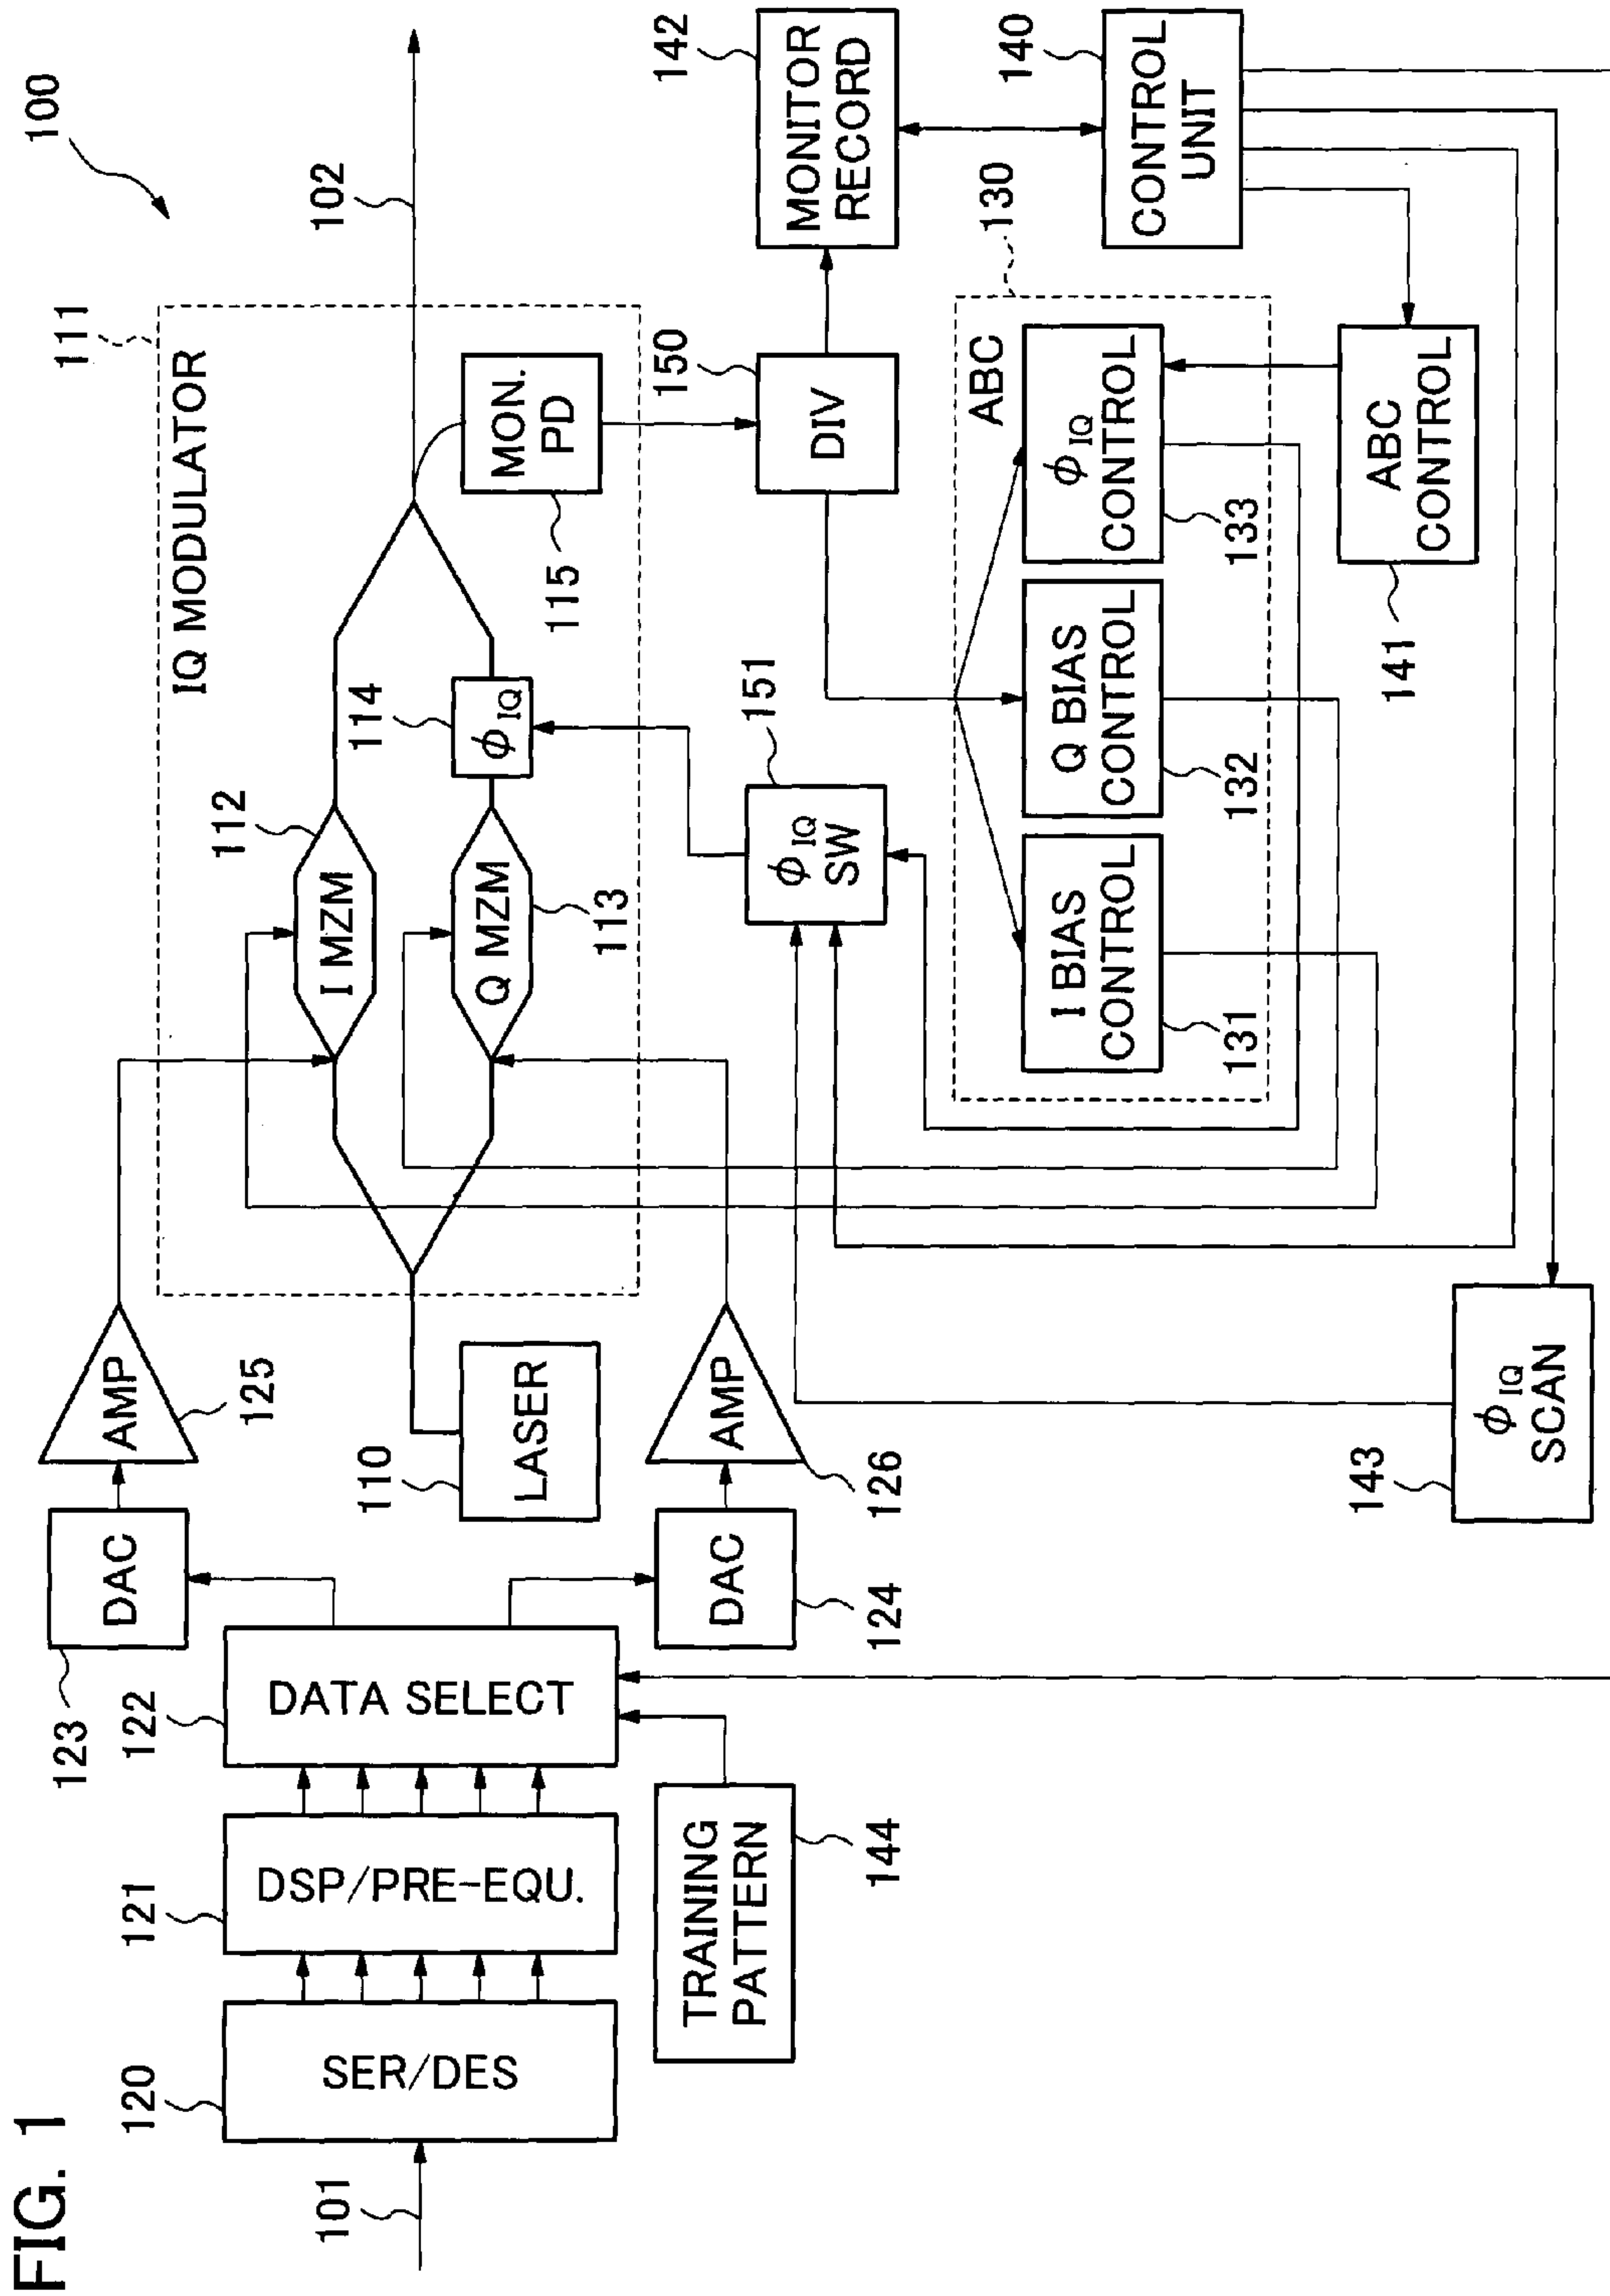 FIG. 1
100
101
120
SER/DES
121
DSP/PRE-EQU.
122
DATA SELECT
144
TRAINING
PATTERN
123
DAC
124
DAC
125
AMP
126
AMP
110
LASER
111
IQ MODULATOR
112
I MZM
113
Q MZM
114
ϕIQ
115
MON.
PD
102
150
DIV
142
MONITOR
RECORD
140
CONTROL
UNIT
151
ϕIQ
SW
130
ABC
131
I BIAS
CONTROL
132
Q BIAS
CONTROL
133
ϕIQ
CONTROL
141
ABC
CONTROL
143
ϕIQ
SCAN